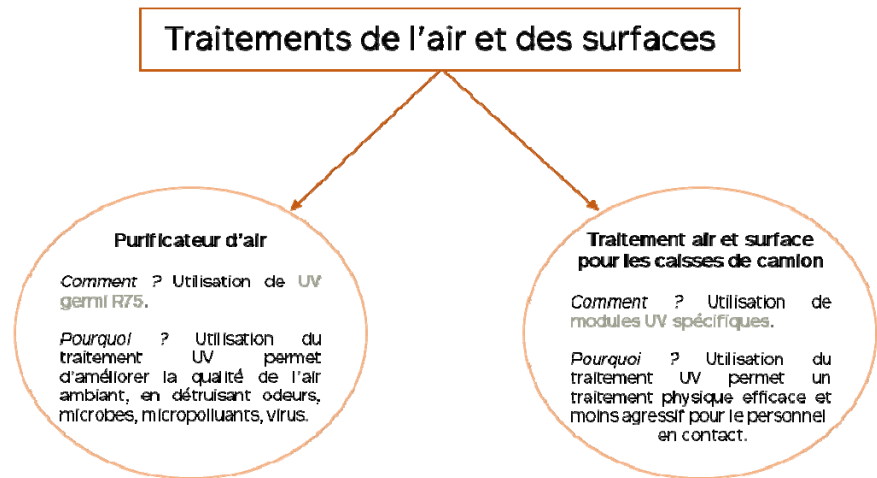 Traitements de l'air et des surfaces
Purificateur d'air
Comment ? Utilisation de UV
germi R75.
Pourquoi ? Utilisation du
traitement UV permet
d'améliorer la qualité de l'air
ambiant, en détruisant odeurs,
microbes, micropolluants, virus.
Traitement air et surface
pour les caisses de camion
Comment ? Utilisation de
modules UV spécifiques.
Pourquoi ? Utilisation du
traitement UV permet un
traitement physique efficace et
moins agressif pour le personnel
en contact.